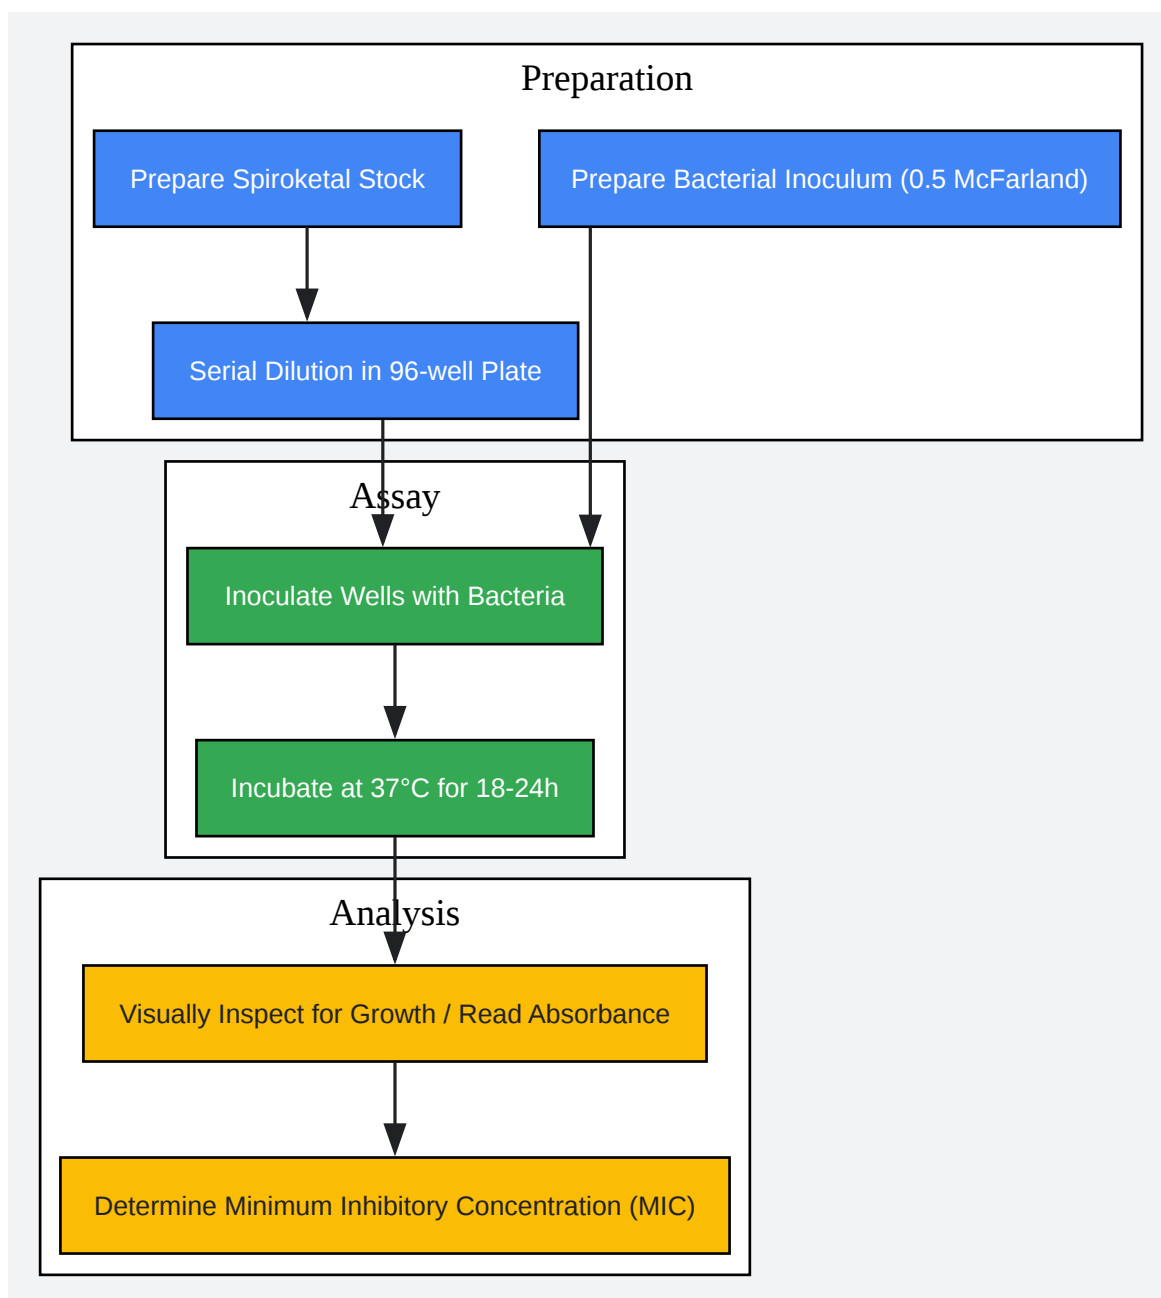 Preparation
Prepare Spiroketal Stock
Prepare Bacterial Inoculum (0.5 McFarland)
Serial Dilution in 96-well Plate
Assay
Inoculate Wells with Bacteria
Incubate at 37°C for 18-24h
Analysis
Visually Inspect for Growth / Read Absorbance
Determine Minimum Inhibitory Concentration (MIC)